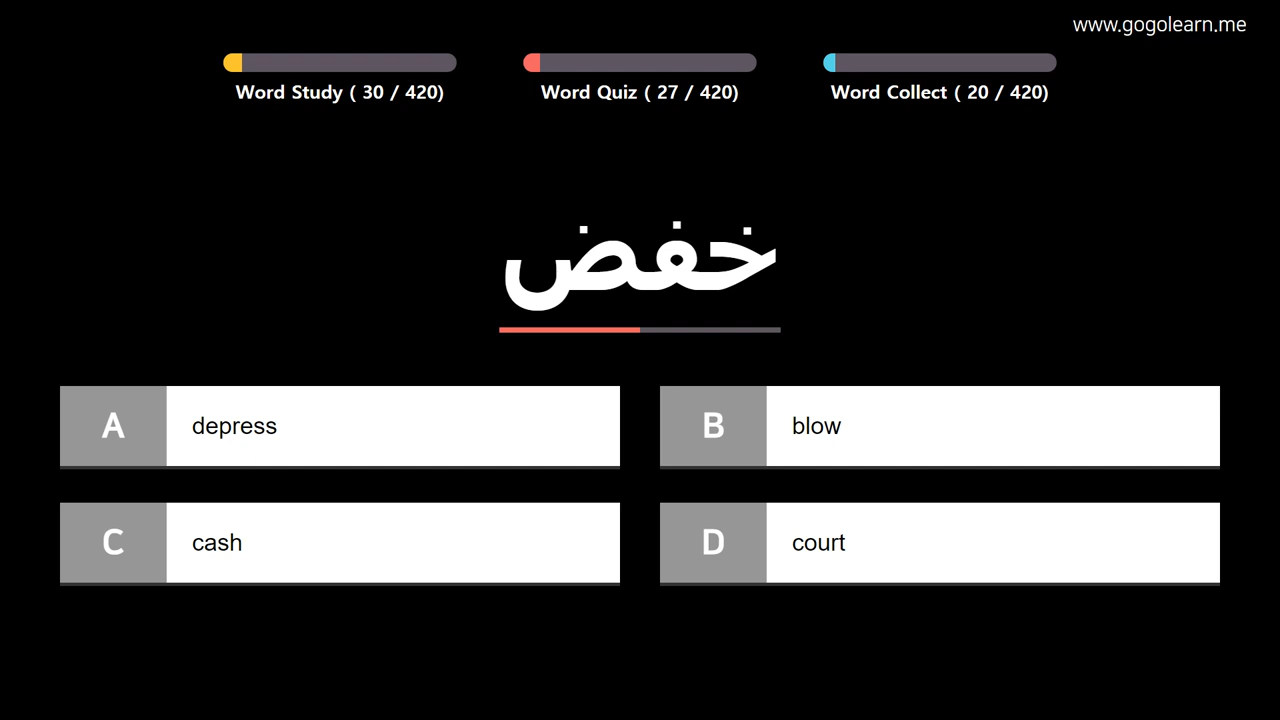 www.gogolearn.me
Word Study ( 30 / 420)
Word Quiz ( 27 / 420)
Word Collect ( 20 / 420)
خفض
A depress
B blow
C cash
D court